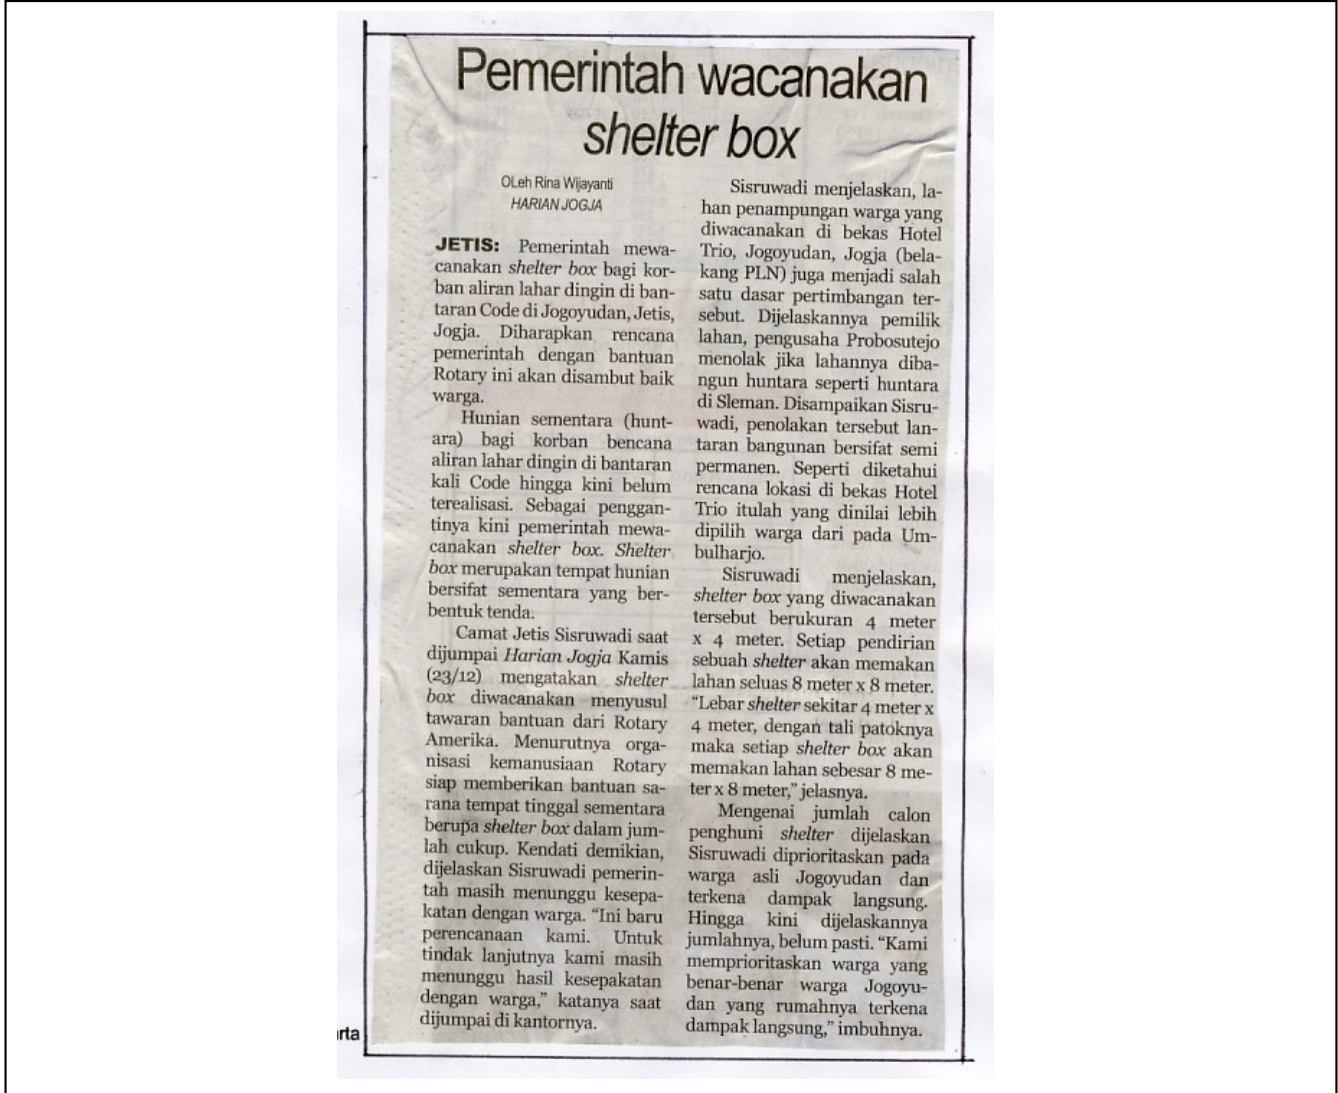 Pemerintah wacanakan
shelter box
OLeh Rina Wijayanti
HARIAN JOGJA
JETIS: Pemerintah mewa-
canakan shelter box bagi kor-
ban aliran lahar dingin di ban-
taran Code di Jogoyudan, Jetis,
Jogja. Diharapkan rencana
pemerintah dengan bantuan
Rotary ini akan disambut baik
warga.
Hunian sementara (hunt-
ara) bagi korban bencana
aliran lahar dingin di bantaran
kali Code hingga kini belum
terealisasi. Sebagai penggan-
tinya kini pemerintah mewa-
canakan shelter box. Shelter
box merupakan tempat hunian
bersifat sementara yang ber-
bentuk tenda.
Camat Jetis Sisruwadi saat
dijumpai Harian Jogja Kamis
(23/12) mengatakan shelter
box diwacanakan menyusul
tawaran bantuan dari Rotary
Amerika. Menurutnya orga-
nisasi kemanusiaan Rotary
siap memberikan bantuan sa-
rana tempat tinggal sementara
berupa shelter box dalam jum-
lah cukup. Kendati demikian,
dijelaskan Sisruwadi pemerin-
tah masih menunggu kesepa-
katan dengan warga. “Ini baru
perencanaan kami. Untuk
tindak lanjutnya kami masih
menunggu hasil kesepakatan
dengan warga,” katanya saat
dijumpai di kantornya.
Sisruwadi menjelaskan, la-
han penampungan warga yang
diwacanakan di bekas Hotel
Trio, Jogoyudan, Jogja (bela-
kang PLN) juga menjadi salah
satu dasar pertimbangan ter-
sebut. Dijelaskannya pemilik
lahan, pengusaha Probosutejo
menolak jika lahannya diba-
ngun huntara seperti huntara
di Sleman. Disampaikan Sisru-
wadi, penolakan tersebut lan-
taran bangunan bersifat semi
permanen. Seperti diketahui
rencana lokasi di bekas Hotel
Trio itulah yang dinilai lebih
dipilih warga dari pada Um-
bulharjo.
Sisruwadi menjelaskan,
shelter box yang diwacanakan
tersebut berukuran 4 meter
x 4 meter. Setiap pendirian
sebuah shelter akan memakan
lahan seluas 8 meter x 8 meter.
“Lebar shelter sekitar 4 meter x
4 meter, dengan tali patoknya
maka setiap shelter box akan
memakan lahan sebesar 8 me-
ter x 8 meter,” jelasnya.
Mengenai jumlah calon
penghuni shelter dijelaskan
Sisruwadi diprioritaskan pada
warga asli Jogoyudan dan
terkena dampak langsung.
Hingga kini dijelaskannya
jumlahnya, belum pasti. “Kami
memprioritaskan warga yang
benar-benar warga Jogoyu-
dan yang rumahnya terkena
dampak langsung,” imbuhnya.